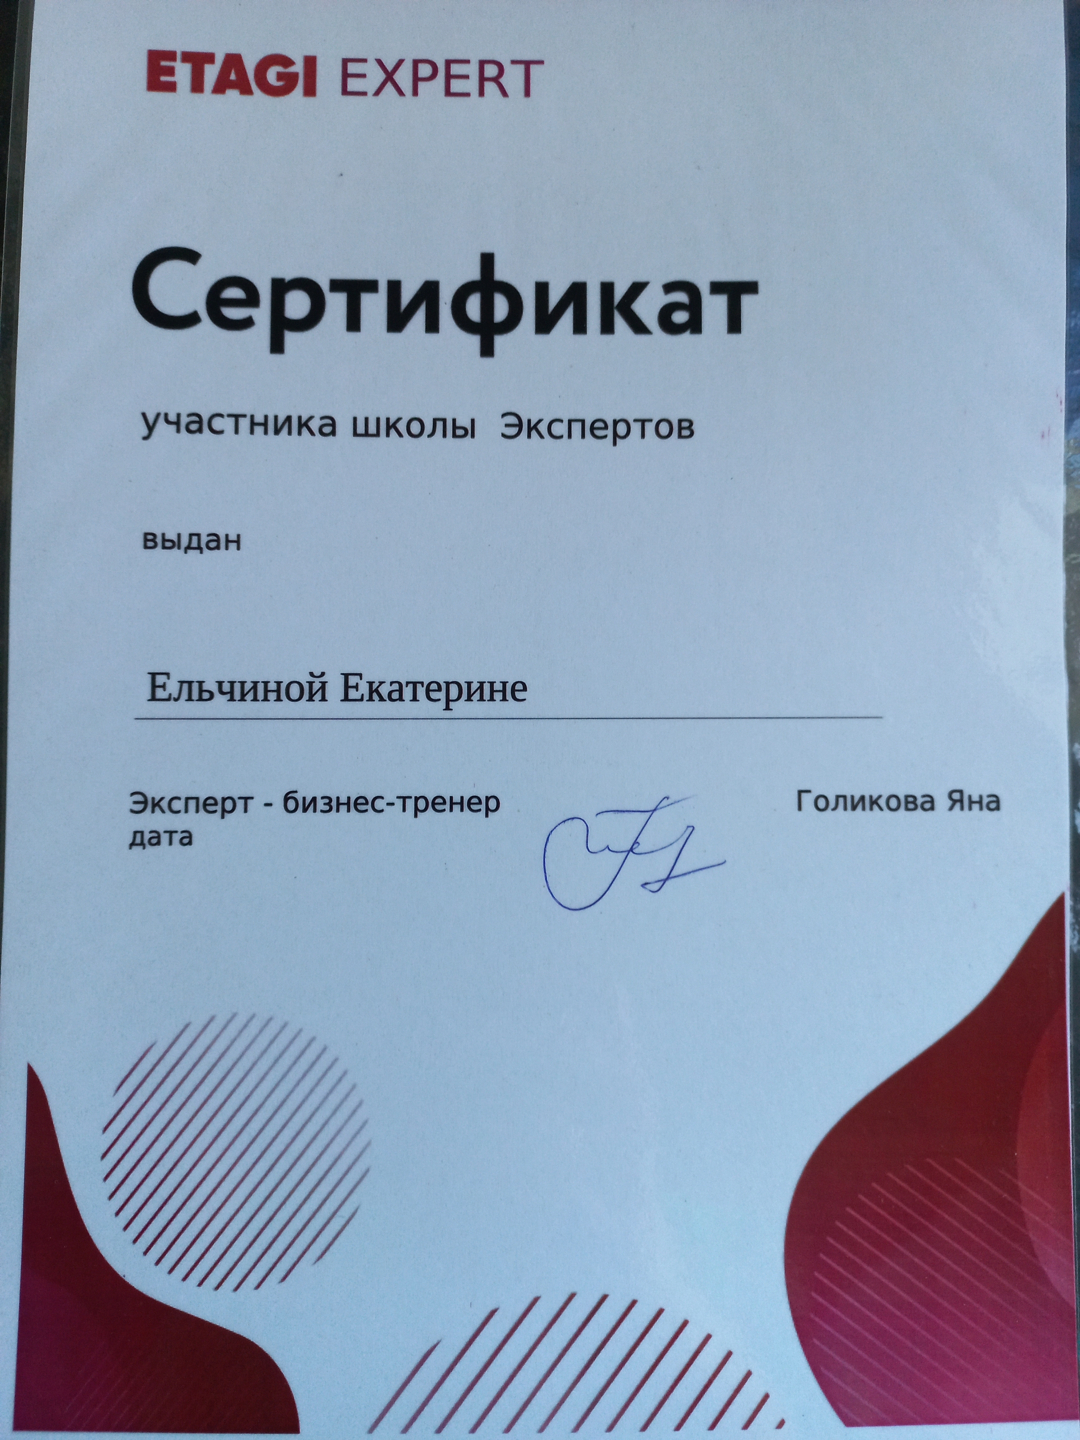 ETAGI EXPERT
Сертификат
участника школы Экспертов
выдан
Ельчиной Екатерине
Эксперт - бизнес-тренер Голикова Яна
дата